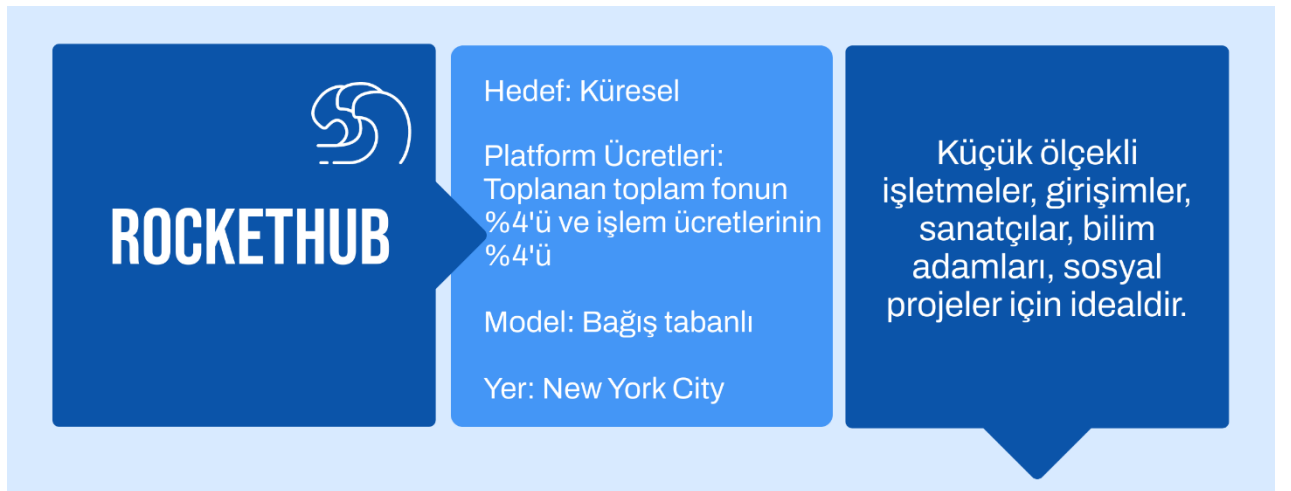 ROCKETHUB
Hedef: Küresel
Platform Ücretleri:
Toplanan toplam fonun
%4'ü ve işlem ücretlerinin
%4'ü
Model: Bağış tabanlı
Yer: New York City
Küçük ölçekli
işletmeler, girişimler,
sanatçılar, bilim
adamları, sosyal
projeler için idealdir.